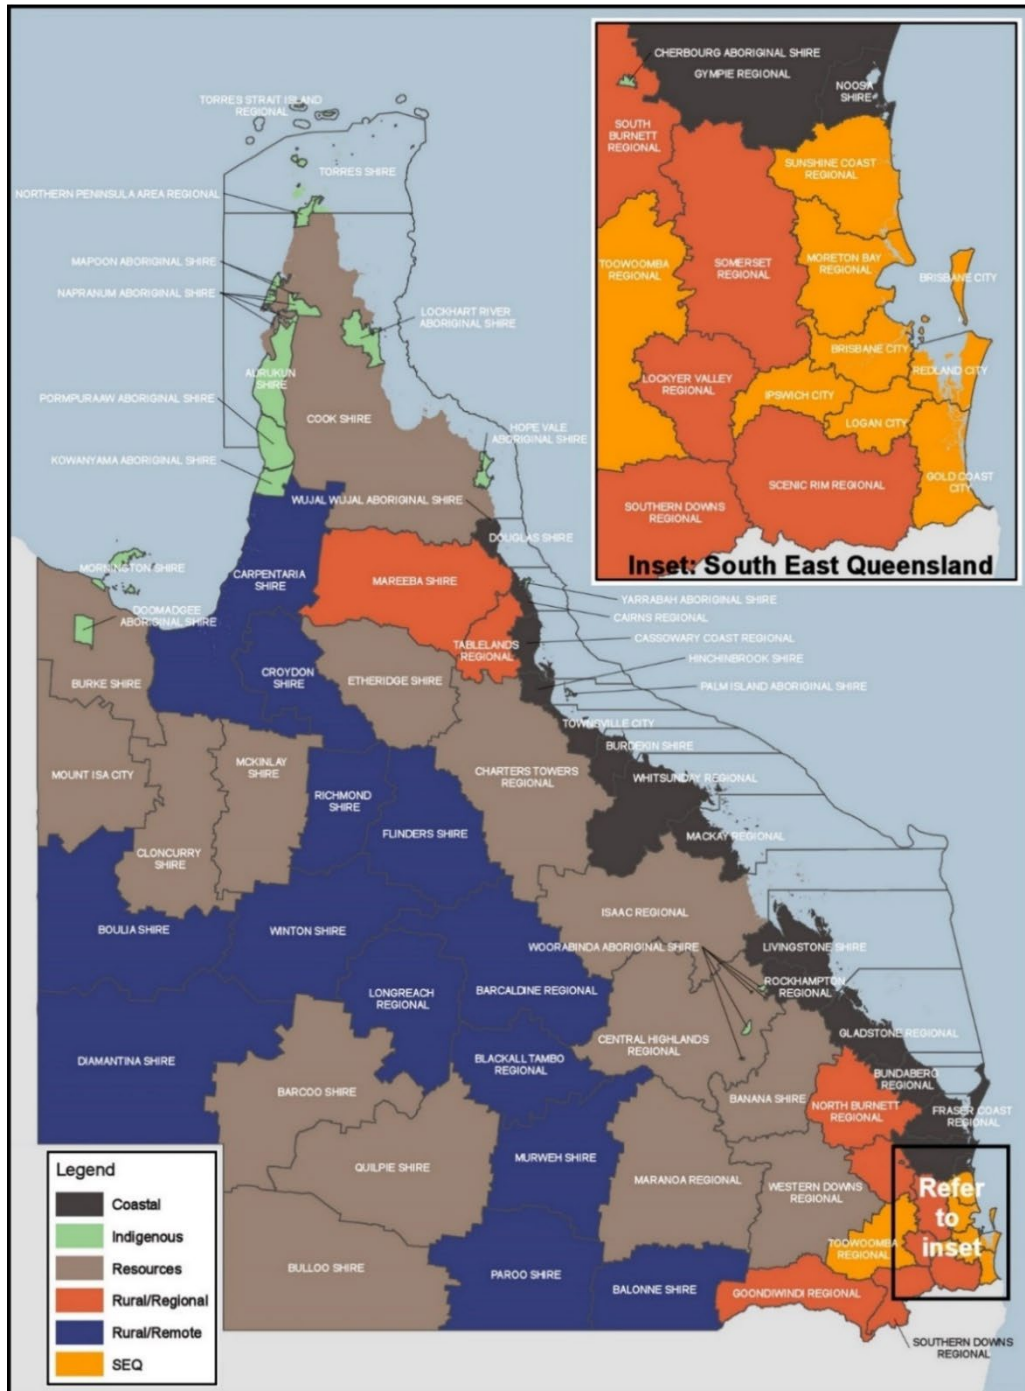 CHERBOURG ABORIGINAL SHIRE
GYMPIE REGIONAL
NOOSA
SHIRE
SOUTH
BURNETT
REGIONAL
SUNSHINE COAST
REGIONAL
TOOWOOMBA
REGIONAL
SOMERSET
REGIONAL
MORETON BAY
REGIONAL
BRISBANE CITY
BRISBANE CITY
REDLAND CITY
LOCKYER VALLEY
REGIONAL
IPSWICH CITY
LOGAN CITY
GOLD COAST
CITY
SCENIC RIM REGIONAL
SOUTHERN DOWNS
REGIONAL
Inset: South East Queensland
TORRES STRAIT ISLAND
REGIONAL
TORRES SHIRE
NORTHERN PENINSULA AREA REGIONAL
MAPOON ABORIGINAL SHIRE
NAPRANUM ABORIGINAL SHIRE
LOCKHART RIVER
ABORIGINAL SHIRE
AURUKUN
SHIRE
PORMPURAAW ABORIGINAL SHIRE
COOK SHIRE
HOPE VALE
ABORIGINAL SHIRE
KOWANYAMA ABORIGINAL SHIRE
WUJAL WUJAL ABORIGINAL SHIRE
DOUGLAS SHIRE
MORNINGTON SHIRE
CARPENTARIA
SHIRE
MAREEBA SHIRE
YARRABAH ABORIGINAL SHIRE
DOOMADGEE
ABORIGINAL SHIRE
CAIRNS REGIONAL
TABLELANDS
REGIONAL
CASSOWARY COAST REGIONAL
HINCHINBROOK SHIRE
BURKE SHIRE
CROYDON
SHIRE
ETHERIDGE SHIRE
PALM ISLAND ABORIGINAL SHIRE
TOWNSVILLE CITY
BURDEKIN SHIRE
MOUNT ISA CITY
MCKINLAY
SHIRE
CHARTERS TOWERS
REGIONAL
WHITSUNDAY REGIONAL
RICHMOND
SHIRE
FLINDERS SHIRE
MACKAY REGIONAL
CLONCURRY
SHIRE
ISAAC REGIONAL
BOULIA SHIRE
WINTON SHIRE
WOORABINDA ABORIGINAL SHIRE
LIVINGSTONE SHIRE
LONGREACH
REGIONAL
BARCALDINE REGIONAL
ROCKHAMPTON
REGIONAL
GLADSTONE REGIONAL
CENTRAL HIGHLANDS
REGIONAL
DIAMANTINA SHIRE
BLACKALL TAMBO
REGIONAL
BUNDABERG
REGIONAL
BARCOO SHIRE
BANANA SHIRE
NORTH BURNETT
REGIONAL
FRASER COAST
REGIONAL
QUILPIE SHIRE
MURWEH SHIRE
MARANOA REGIONAL
WESTERN DOWNS
REGIONAL
Refer
to
inset
TOOWOOMBA
REGIONAL
BULLOO SHIRE
PAROO SHIRE
BALONNE SHIRE
GOONDIWINDI REGIONAL
SOUTHERN DOWNS
REGIONAL
Legend
Coastal
Indigenous
Resources
Rural/Regional
Rural/Remote
SEQ